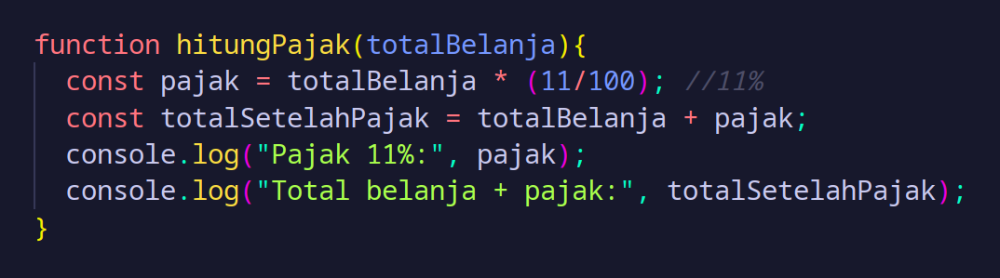 function hitungPajak(totalBelanja){
  const pajak = totalBelanja * (11/100); //11%
  const totalSetelahPajak = totalBelanja + pajak;
  console.log("Pajak 11%:", pajak);
  console.log("Total belanja + pajak:", totalSetelahPajak);
}